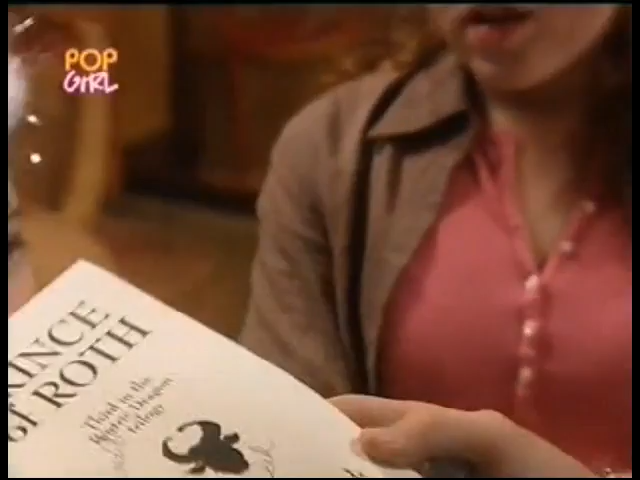 POP
GIRL
RINCE
of ROTH
Third in the
Dragon
trilogy